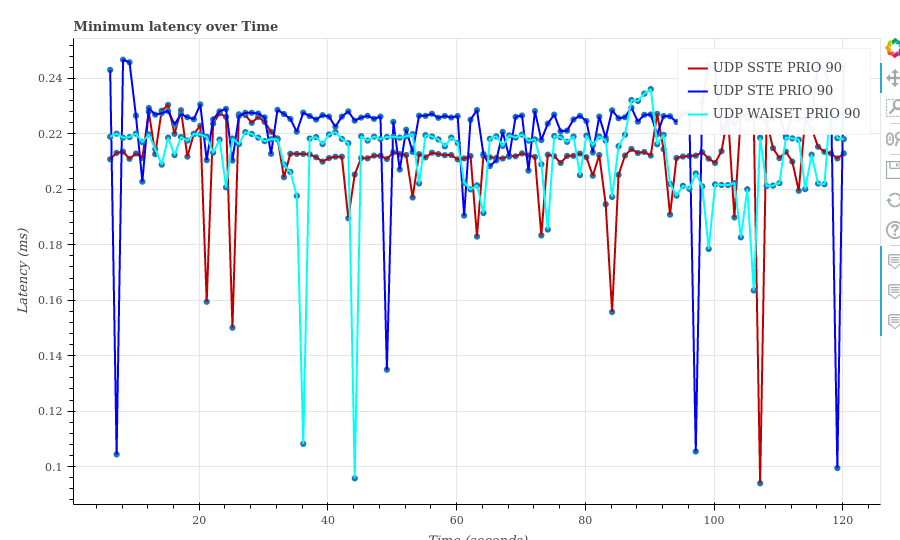 Minimum latency over Time
UDP SSTE PRIO 90
UDP STE PRIO 90
UDP WAISET PRIO 90
Latency (ms)
0.24
0.22
0.2
0.18
0.16
0.14
0.12
0.1
20
40
60
80
100
120
Time (seconds)